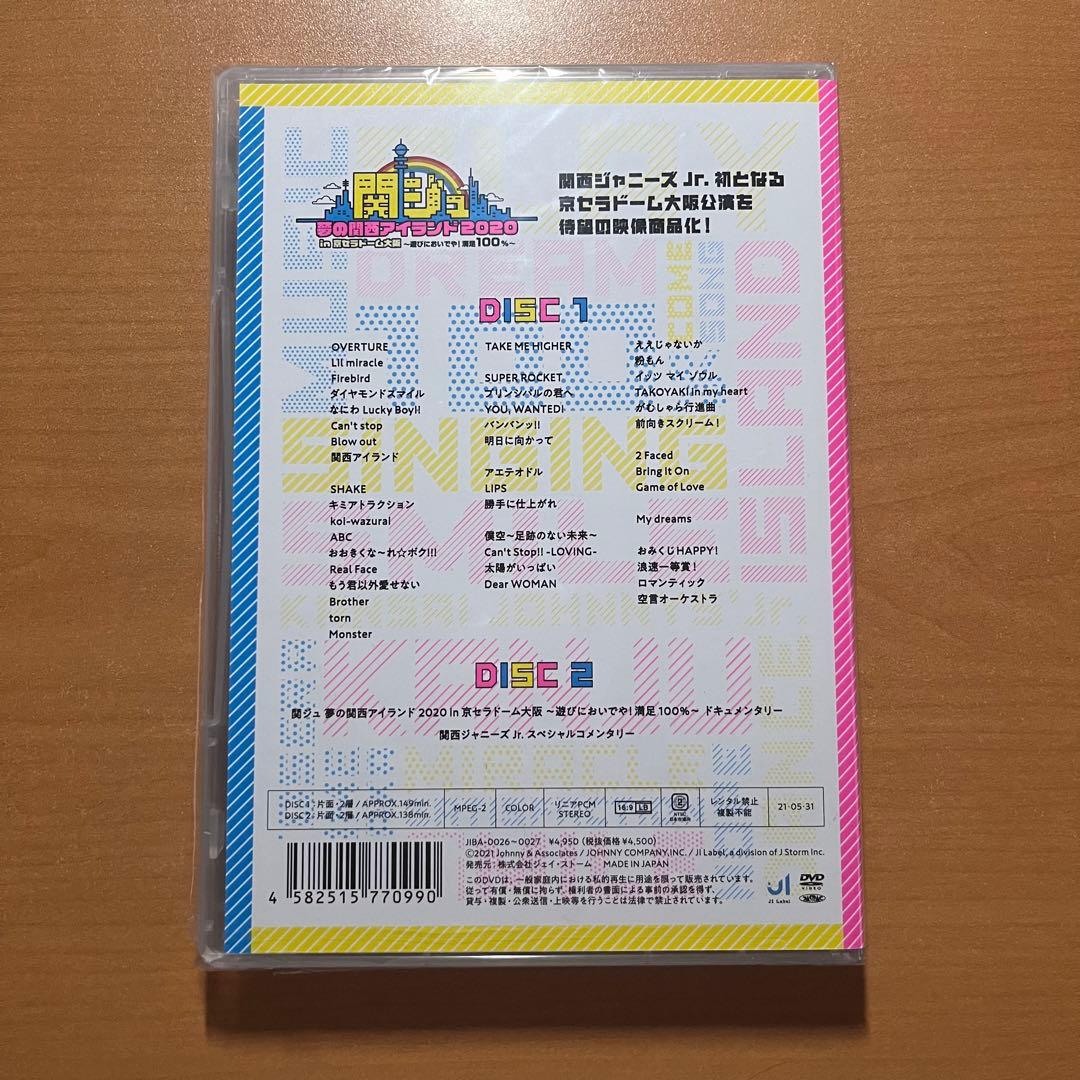 関ジュ
夢の関西アイランド2020
in 京セラドーム大阪 ～遊びにおいでや!満足100%～
関西ジャニーズ Jr. 初となる
京セラドーム大阪公演を
待望の映像商品化!
DISC 1
OVERTURE
L'il miracle
Firebird
ダイヤモンドスマイル
なにわ Lucky Boy!!
Can't stop
Blow out
関西アイランド
SHAKE
キミアトラクション
koi-wazurai
ABC
おおきくな〜れ☆ボク!!!
Real Face
もう君以外愛せない
Brother
torn
Monster
TAKE ME HIGHER
SUPER ROCKET
プリンシパルの君へ
YOU, WANTED!
バンバンッ!!
明日に向かって
アエテオドル
LIPS
勝手に仕上がれ
僕空〜足跡のない未来〜
Can't Stop!! -LOVING-
太陽がいっぱい
Dear WOMAN
ええじゃないか
粉もん
イッツ マイ ソウル
TAKOYAKI in my heart
がむしゃら行進曲
前向きスクリーム!
2 Faced
Bring It On
Game of Love
My dreams
おみくじHAPPY!
浪速一等賞!
ロマンティック
空言オーケストラ
DISC 2
関ジュ 夢の関西アイランド 2020 in 京セラドーム大阪 〜遊びにおいでや! 満足 100%〜 ドキュメンタリー
関西ジャニーズ Jr. スペシャルコメンタリー
DISC 1:片面・2層 / APPROX.149min.
DISC 2:片面・2層 / APPROX.138min.
MPEG-2
COLOR
リニアPCM
STEREO
16:9 LB
2
NTSC
日本市場向
レンタル禁止
複製不能
21・05・31
JIBA-0026〜0027 ¥4,950 (税抜価格 ¥4,500)
©2021 Johnny & Associates / JOHNNY COMPANY, INC. / JI Label, a division of J Storm Inc.
発売元:株式会社ジェイ・ストーム MADE IN JAPAN
このDVDは、一般家庭内における私的再生に用途を限って販売されています。
従って有償・無償に拘らず、権利者の書面による事前の承認を得ず、
貸与・複製・公衆送信・上映等を行うことは法律で禁止されています。
4 582515 770990
JI Label
DVD
VIDEO